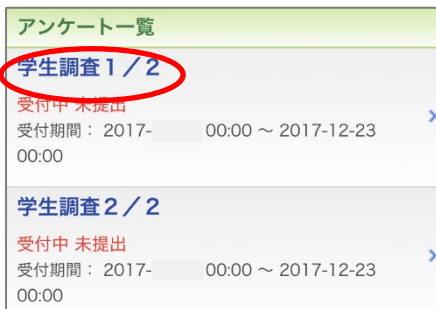 アンケート一覧
学生調査1／2
受付中 未提出
受付期間： 2017- 00:00 ～ 2017-12-23
00:00
学生調査2／2
受付中 未提出
受付期間： 2017- 00:00 ～ 2017-12-23
00:00